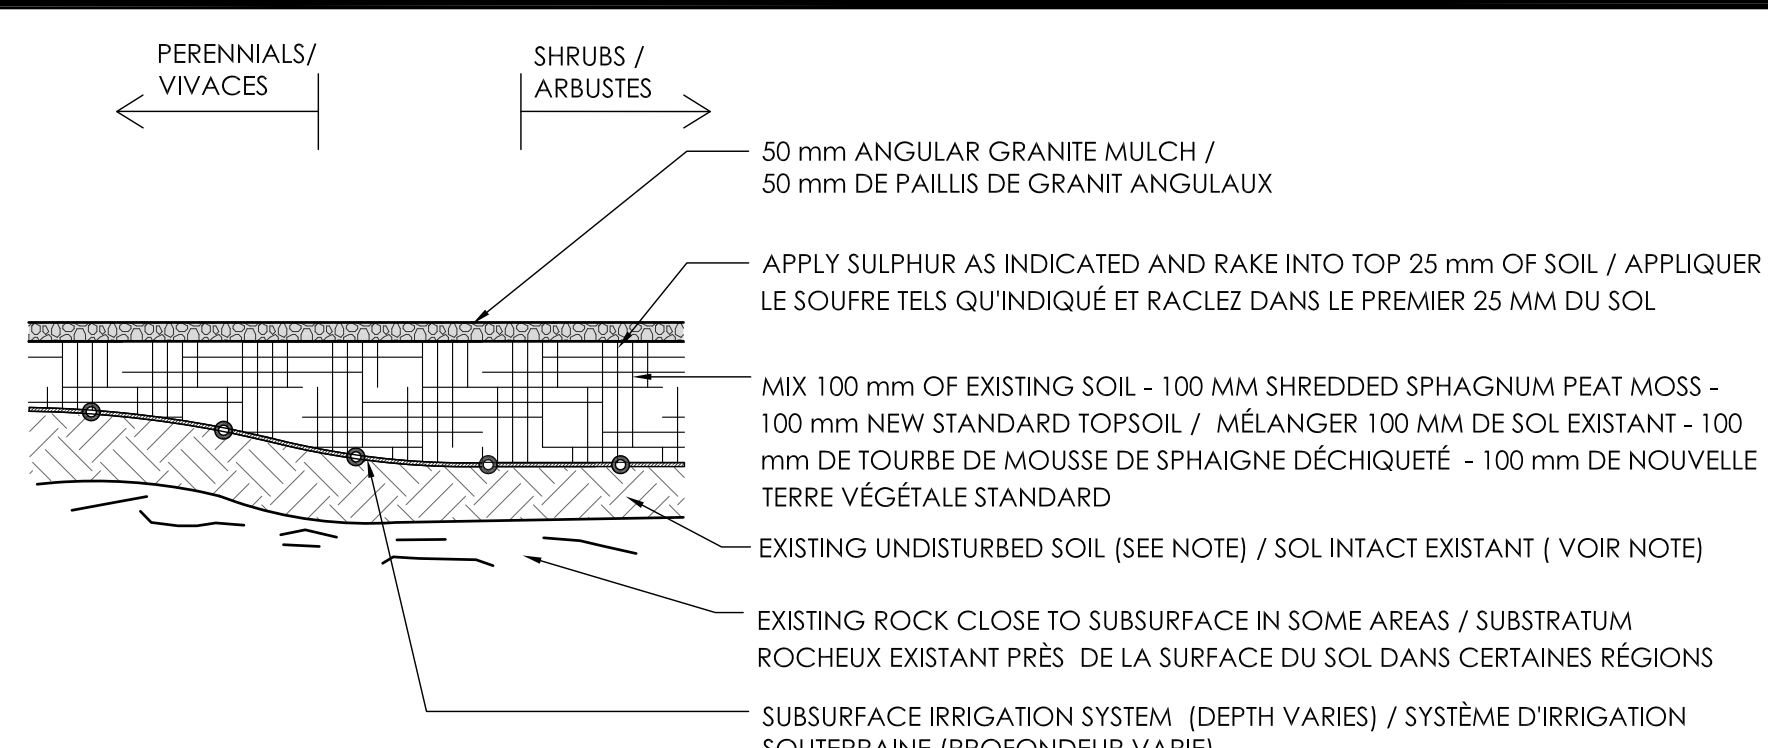 PERENNIALS/
VIVACES
SHRUBS /
ARBUSTES
50 mm ANGULAR GRANITE MULCH /
50 mm DE PAILLIS DE GRANIT ANGULAUX
APPLY SULPHUR AS INDICATED AND RAKE INTO TOP 25 mm OF SOIL / APPLIQUER
LE SOUFRE TELS QU'INDIQUÉ ET RACLEZ DANS LE PREMIER 25 MM DU SOL
MIX 100 mm OF EXISTING SOIL - 100 MM SHREDDED SPHAGNUM PEAT MOSS -
100 mm NEW STANDARD TOPSOIL / MÉLANGER 100 MM DE SOL EXISTANT - 100
mm DE TOURBE DE MOUSSE DE SPHAIGNE DÉCHIQUETÉ - 100 mm DE NOUVELLE
TERRE VÉGÉTALE STANDARD
EXISTING UNDISTURBED SOIL (SEE NOTE) / SOL INTACT EXISTANT ( VOIR NOTE)
EXISTING ROCK CLOSE TO SUBSURFACE IN SOME AREAS / SUBSTRATUM
ROCHEUX EXISTANT PRÈS DE LA SURFACE DU SOL DANS CERTAINES RÉGIONS
SUBSURFACE IRRIGATION SYSTEM (DEPTH VARIES) / SYSTÈME D'IRRIGATION
SOUTERRAINE (PROFONDEUR VARIE)